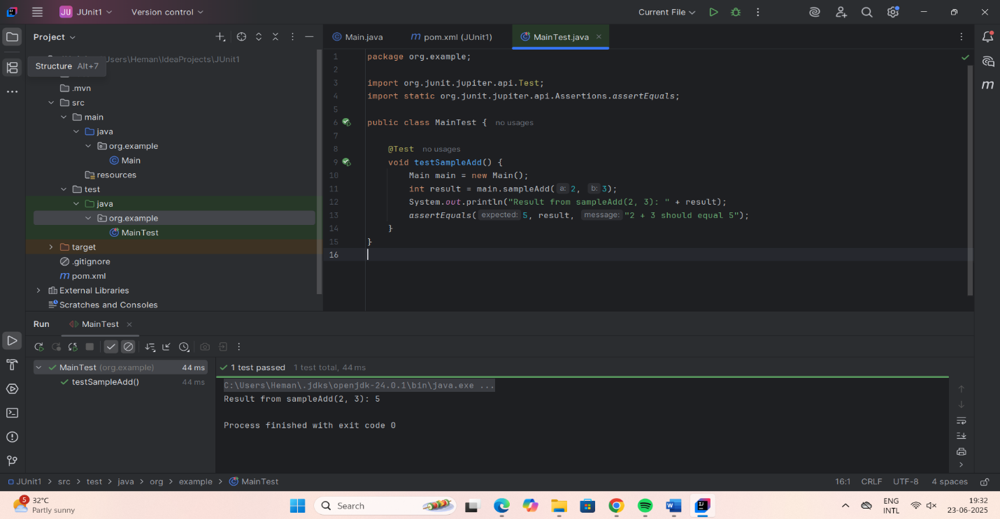 JU JUnit1 Version control Current File
Project
Main.java pom.xml (JUnit1) MainTest.java
sers\Heman\IdeaProjects\JUnit1
Structure Alt+7
.mvn
src
main
java
org.example
Main
resources
test
java
org.example
MainTest
target
.gitignore
m pom.xml
External Libraries
Scratches and Consoles
1 package org.example;
2
3 import org.junit.jupiter.api.Test;
4 import static org.junit.jupiter.api.Assertions.assertEquals;
5
6 public class MainTest { no usages
7
8 @Test no usages
9 void testSampleAdd() {
10 Main main = new Main();
11 int result = main.sampleAdd( a: 2, b: 3);
12 System.out.println("Result from sampleAdd(2, 3): " + result);
13 assertEquals( expected: 5, result, message: "2 + 3 should equal 5");
14 }
15 }
16
Run MainTest
MainTest (org.example) 44 ms
testSampleAdd() 44 ms
1 test passed 1 test total, 44 ms
C:\Users\Heman\.jdks\openjdk-24.0.1\bin\java.exe ...
Result from sampleAdd(2, 3): 5
Process finished with exit code 0
JUnit1 > src > test > java > org > example > MainTest 16:1 CRLF UTF-8 4 spaces
5 32°C
Partly sunny
Search
ENG
INTL
19:32
23-06-2025